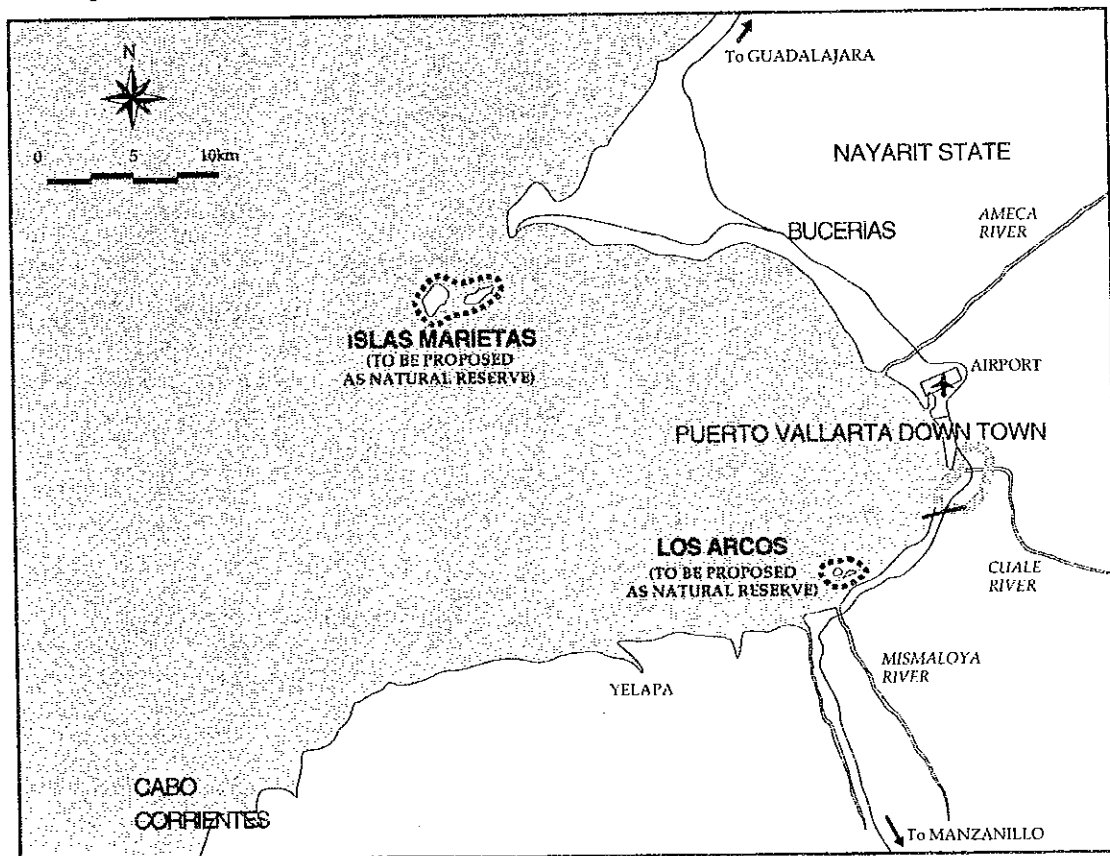 To GUADALAJARA
N
0 5 10km
NAYARIT STATE
AMECA
RIVER
BUCERIAS
ISLAS MARIETAS
(TO BE PROPOSED
AS NATURAL RESERVE)
AIRPORT
PUERTO VALLARTA DOWN TOWN
LOS ARCOS
(TO BE PROPOSED
AS NATURAL RESERVE)
CUALE
RIVER
MISMALOYA
RIVER
YELAPA
CABO
CORRIENTES
To MANZANILLO